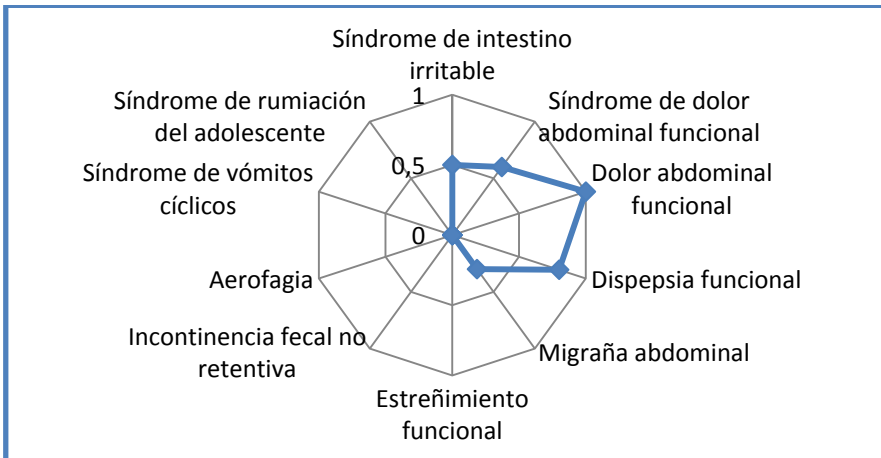 Síndrome de intestino
irritable
1
Síndrome de rumiación
del adolescente
Síndrome de dolor
abdominal funcional
Síndrome de vómitos
cíclicos
0,5
Dolor abdominal
funcional
0
Aerofagia
Dispepsia funcional
Incontinencia fecal no
retentiva
Migraña abdominal
Estreñimiento
funcional